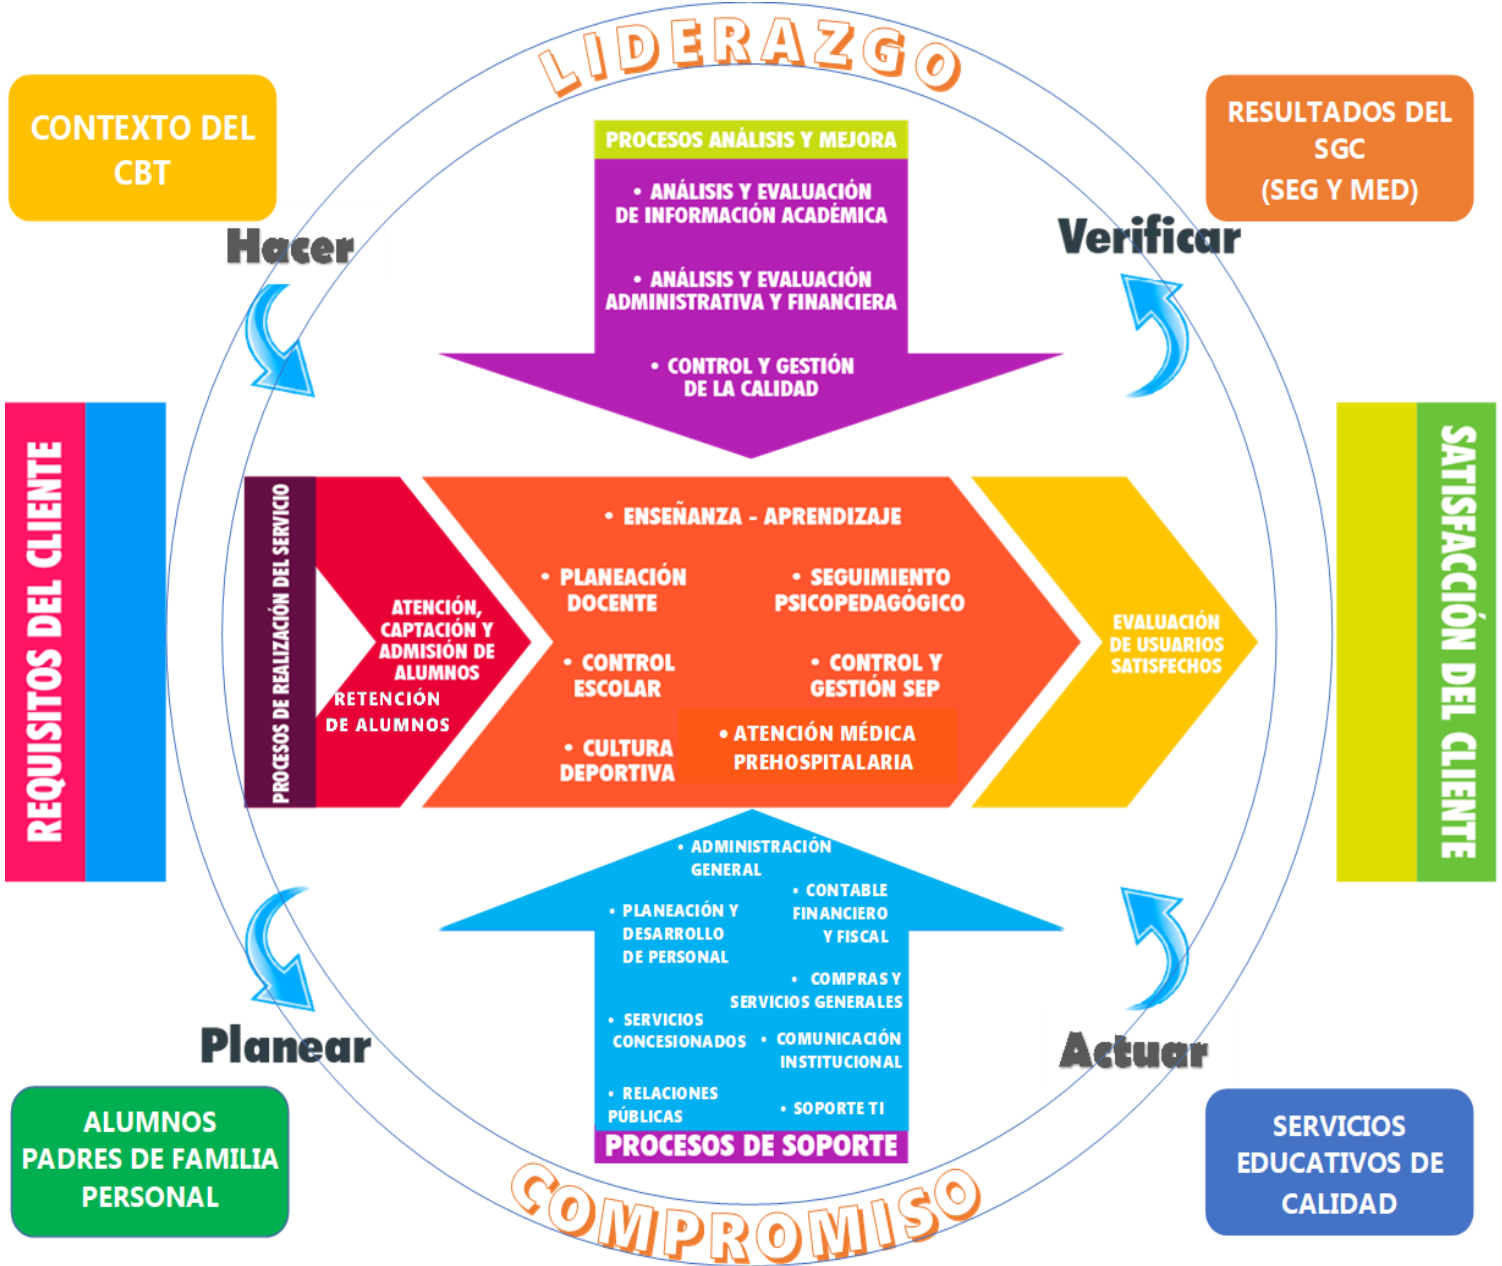 LIDERAZGO
CONTEXTO DEL
CBT
RESULTADOS DEL
SGC
(SEG Y MED)
Hacer
Verificar
PROCESOS ANÁLISIS Y MEJORA
• ANÁLISIS Y EVALUACIÓN
DE INFORMACIÓN ACADÉMICA
• ANÁLISIS Y EVALUACIÓN
ADMINISTRATIVA Y FINANCIERA
• CONTROL Y GESTIÓN
DE LA CALIDAD
REQUISITOS DEL CLIENTE
PROCESOS DE REALIZACIÓN DEL SERVICIO
ATENCIÓN,
CAPTACIÓN Y
ADMISIÓN DE
ALUMNOS
RETENCIÓN
DE ALUMNOS
• ENSEÑANZA - APRENDIZAJE
• PLANEACIÓN
DOCENTE
• SEGUIMIENTO
PSICOPEDAGÓGICO
• CONTROL
ESCOLAR
• CONTROL Y
GESTIÓN SEP
• CULTURA
DEPORTIVA
• ATENCIÓN MÉDICA
PREHOSPITALARIA
EVALUACIÓN
DE USUARIOS
SATISFECHOS
SATISFACCIÓN DEL CLIENTE
• ADMINISTRACIÓN
GENERAL
• PLANEACIÓN Y
DESARROLLO
DE PERSONAL
• CONTABLE
FINANCIERO
Y FISCAL
• COMPRAS Y
SERVICIOS GENERALES
• SERVICIOS
CONCESIONADOS
• COMUNICACIÓN
INSTITUCIONAL
• RELACIONES
PÚBLICAS
• SOPORTE TI
PROCESOS DE SOPORTE
Planear
Actuar
ALUMNOS
PADRES DE FAMILIA
PERSONAL
SERVICIOS
EDUCATIVOS DE
CALIDAD
COMPROMISO